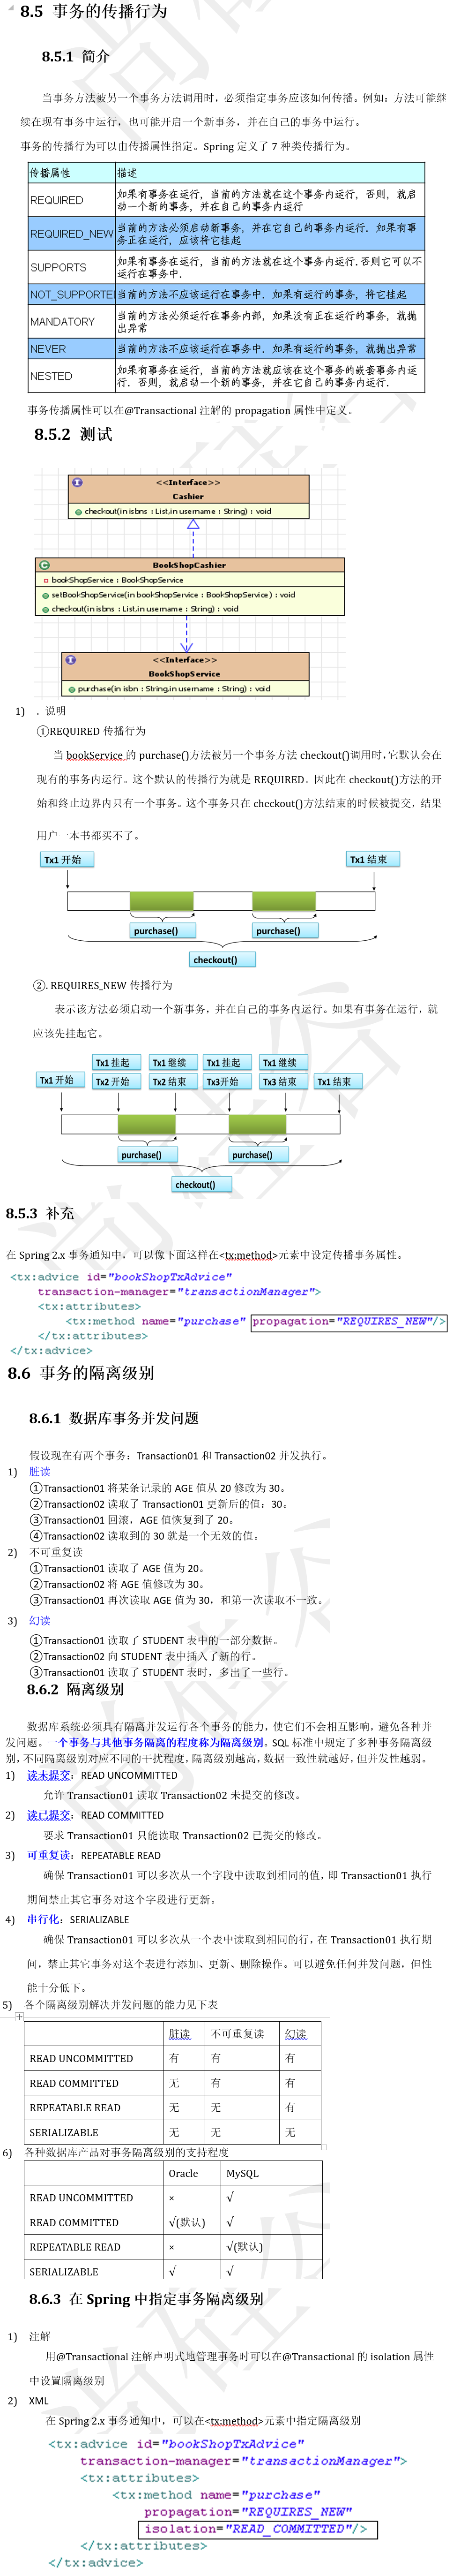 8.5 事务的传播行为
8.5.1 简介
当事务方法被另一个事务方法调用时，必须指定事务应该如何传播。例如：方法可能继
续在现有事务中运行，也可能开启一个新事务，并在自己的事务中运行。
事务的传播行为可以由传播属性指定。Spring 定义了 7 种类传播行为。
传播属性 描述
REQUIRED 如果有事务在运行，当前的方法就在这个事务内运行，否则，就启
动一个新的事务，并在自己的事务内运行
REQUIRED_NEW 当前的方法必须启动新事务，并在它自己的事务内运行．如果有事
务正在运行，应该将它挂起
SUPPORTS 如果有事务在运行，当前的方法就在这个事务内运行．否则它可以不
运行在事务中．
NOT_SUPPORTED 当前的方法不应该运行在事务中．如果有运行的事务，将它挂起
MANDATORY 当前的方法必须运行在事务内部，如果没有正在运行的事务，就抛
出异常
NEVER 当前的方法不应该运行在事务中．如果有运行的事务，就抛出异常
NESTED 如果有事务在运行，当前的方法就应该在这个事务的嵌套事务内运
行．否则，就启动一个新的事务，并在它自己的事务内运行．
事务传播属性可以在@Transactional 注解的 propagation 属性中定义。
8.5.2 测试
<<Interface>>
Cashier
checkout(in isbns : List,in username : String) : void
BookShopCashier
bookShopService : BookShopService
setBookShopService(in bookShopService : BookShopService) : void
checkout(in isbns : List,in username : String) : void
<<Interface>>
BookShopService
purchase(in isbn : String,in username : String) : void
1) . 说明
①REQUIRED 传播行为
当 bookService 的 purchase()方法被另一个事务方法 checkout()调用时，它默认会在
现有的事务内运行。这个默认的传播行为就是 REQUIRED。因此在 checkout()方法的开
始和终止边界内只有一个事务。这个事务只在 checkout()方法结束的时候被提交，结果
用户一本书都买不了。
Tx1 开始 Tx1 结束
purchase() purchase()
checkout()
②. REQUIRES_NEW 传播行为
表示该方法必须启动一个新事务，并在自己的事务内运行。如果有事务在运行，就
应该先挂起它。
Tx1 挂起 Tx1 继续 Tx1 挂起 Tx1 继续
Tx1 开始 Tx2 开始 Tx2 结束 Tx3开始 Tx3 结束 Tx1 结束
purchase() purchase()
checkout()
8.5.3 补充
在 Spring 2.x 事务通知中，可以像下面这样在<tx:method>元素中设定传播事务属性。
<tx:advice id="bookShopTxAdvice"
transaction-manager="transactionManager">
<tx:attributes>
<tx:method name="purchase" propagation="REQUIRES_NEW"/>
</tx:attributes>
</tx:advice>
8.6 事务的隔离级别
8.6.1 数据库事务并发问题
假设现在有两个事务：Transaction01 和 Transaction02 并发执行。
1) 脏读
①Transaction01 将某条记录的 AGE 值从 20 修改为 30。
②Transaction02 读取了 Transaction01 更新后的值：30。
③Transaction01 回滚，AGE 值恢复到了 20。
④Transaction02 读取到的 30 就是一个无效的值。
2) 不可重复读
①Transaction01 读取了 AGE 值为 20。
②Transaction02 将 AGE 值修改为 30。
③Transaction01 再次读取 AGE 值为 30，和第一次读取不一致。
3) 幻读
①Transaction01 读取了 STUDENT 表中的一部分数据。
②Transaction02 向 STUDENT 表中插入了新的行。
③Transaction01 读取了 STUDENT 表时，多出了一些行。
8.6.2 隔离级别
数据库系统必须具有隔离并发运行各个事务的能力，使它们不会相互影响，避免各种并
发问题。一个事务与其他事务隔离的程度称为隔离级别。SQL 标准中规定了多种事务隔离级
别，不同隔离级别对应不同的干扰程度，隔离级别越高，数据一致性就越好，但并发性越弱。
1) 读未提交：READ UNCOMMITTED
允许 Transaction01 读取 Transaction02 未提交的修改。
2) 读已提交：READ COMMITTED
要求 Transaction01 只能读取 Transaction02 已提交的修改。
3) 可重复读：REPEATABLE READ
确保 Transaction01 可以多次从一个字段中读取到相同的值，即 Transaction01 执行
期间禁止其它事务对这个字段进行更新。
4) 串行化：SERIALIZABLE
确保 Transaction01 可以多次从一个表中读取到相同的行，在 Transaction01 执行期
间，禁止其它事务对这个表进行添加、更新、删除操作。可以避免任何并发问题，但性
能十分低下。
5) 各个隔离级别解决并发问题的能力见下表
脏读 不可重复读 幻读
READ UNCOMMITTED 有 有 有
READ COMMITTED 无 有 有
REPEATABLE READ 无 无 有
SERIALIZABLE 无 无 无
6) 各种数据库产品对事务隔离级别的支持程度
Oracle MySQL
READ UNCOMMITTED × √
READ COMMITTED √(默认) √
REPEATABLE READ × √(默认)
SERIALIZABLE √ √
8.6.3 在 Spring 中指定事务隔离级别
1) 注解
用@Transactional 注解声明式地管理事务时可以在@Transactional 的 isolation 属性
中设置隔离级别
2) XML
在 Spring 2.x 事务通知中，可以在<tx:method>元素中指定隔离级别
<tx:advice id="bookShopTxAdvice"
transaction-manager="transactionManager">
<tx:attributes>
<tx:method name="purchase"
propagation="REQUIRES_NEW"
isolation="READ_COMMITTED"/>
</tx:attributes>
</tx:advice>